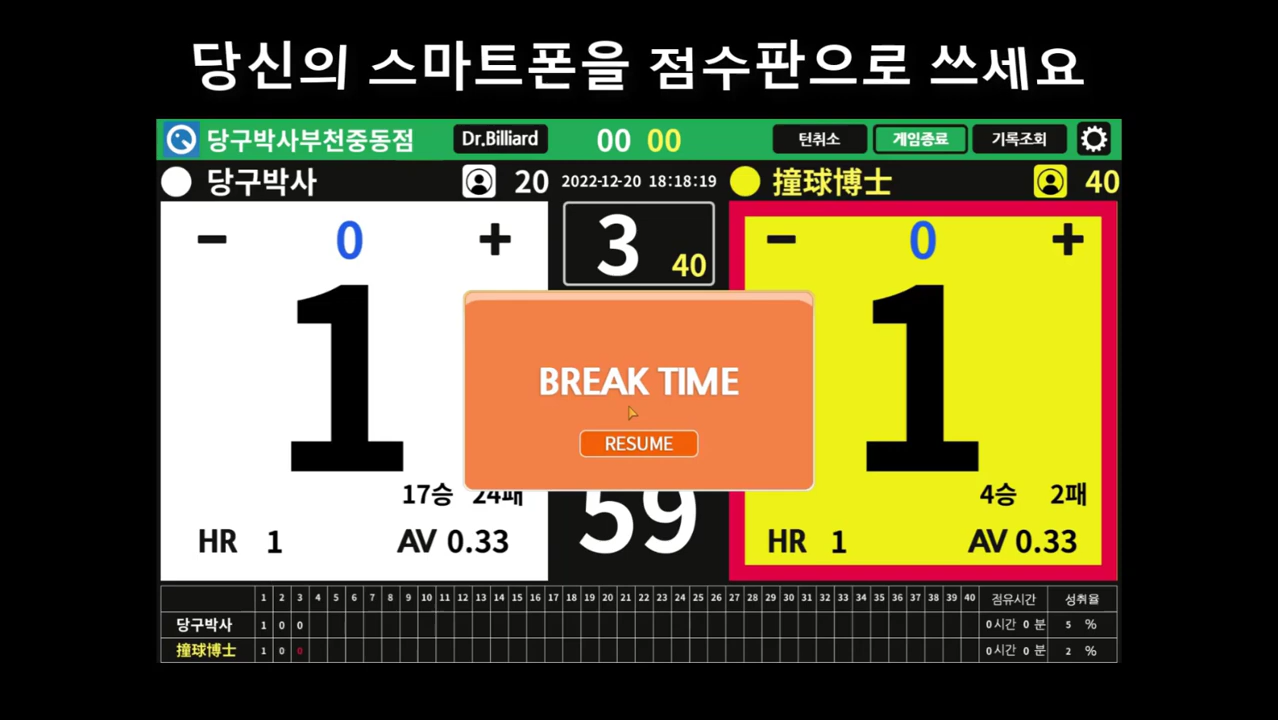 당신의 스마트폰을 점수판으로 쓰세요
당구박사부천중동점 Dr.Billiard 00 00 턴취소 게임종료 기록조회
당구박사 20 2022-12-20 18:18:19 撞球博士 40
- 0 + 3 40 - 0 +
1 1
BREAK TIME
RESUME
17승 24패 59 4승 2패
HR 1 AV 0.33 HR 1 AV 0.33
1 2 3 4 5 6 7 8 9 10 11 12 13 14 15 16 17 18 19 20 21 22 23 24 25 26 27 28 29 30 31 32 33 34 35 36 37 38 39 40 점유시간 성취율
당구박사 1 0 0 0시간 0 분 5 %
撞球博士 1 0 0 0시간 0 분 2 %